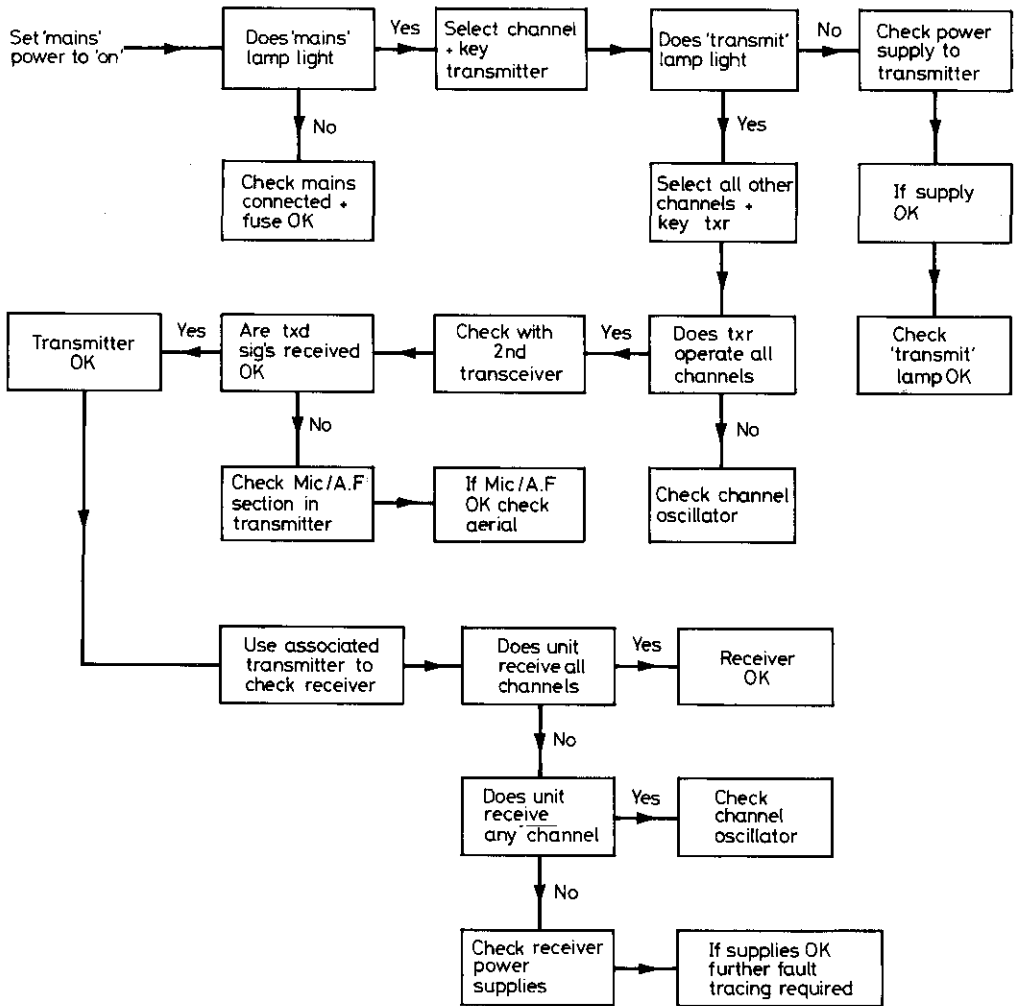 Set 'mains'
power to 'on'
Does 'mains'
lamp light
Yes
Select channel
+ key
transmitter
Does 'transmit'
lamp light
No
Check power
supply to
transmitter
No
Check mains
connected +
fuse OK
Yes
Select all other
channels +
key txr
If supply
OK
Transmitter
OK
Yes
Are txd
sig's received
OK
Check with
2nd
transceiver
Yes
Does txr
operate all
channels
Check
'transmit'
lamp OK
No
Check Mic/A.F
section in
transmitter
If Mic/A.F
OK check
aerial
No
Check channel
oscillator
Use associated
transmitter to
check receiver
Does unit
receive all
channels
Yes
Receiver
OK
No
Does unit
receive
any channel
Yes
Check
channel
oscillator
No
Check receiver
power
supplies
If supplies OK
further fault
tracing required